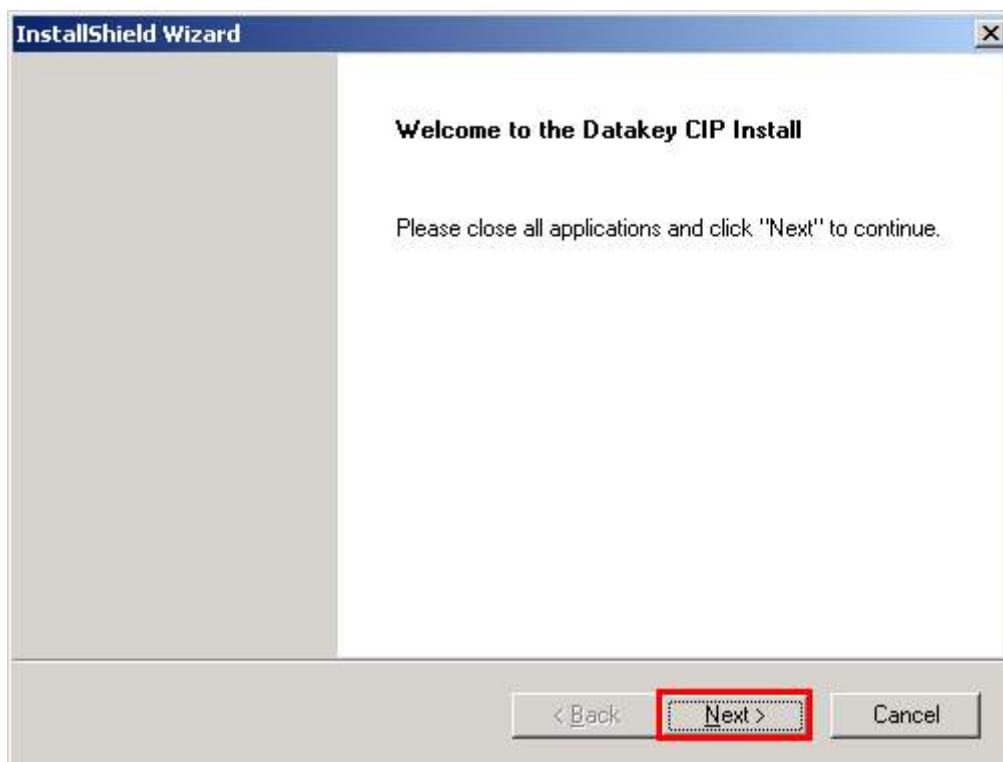 InstallShield Wizard
Welcome to the Datakey CIP Install
Please close all applications and click "Next" to continue.
< Back Next > Cancel